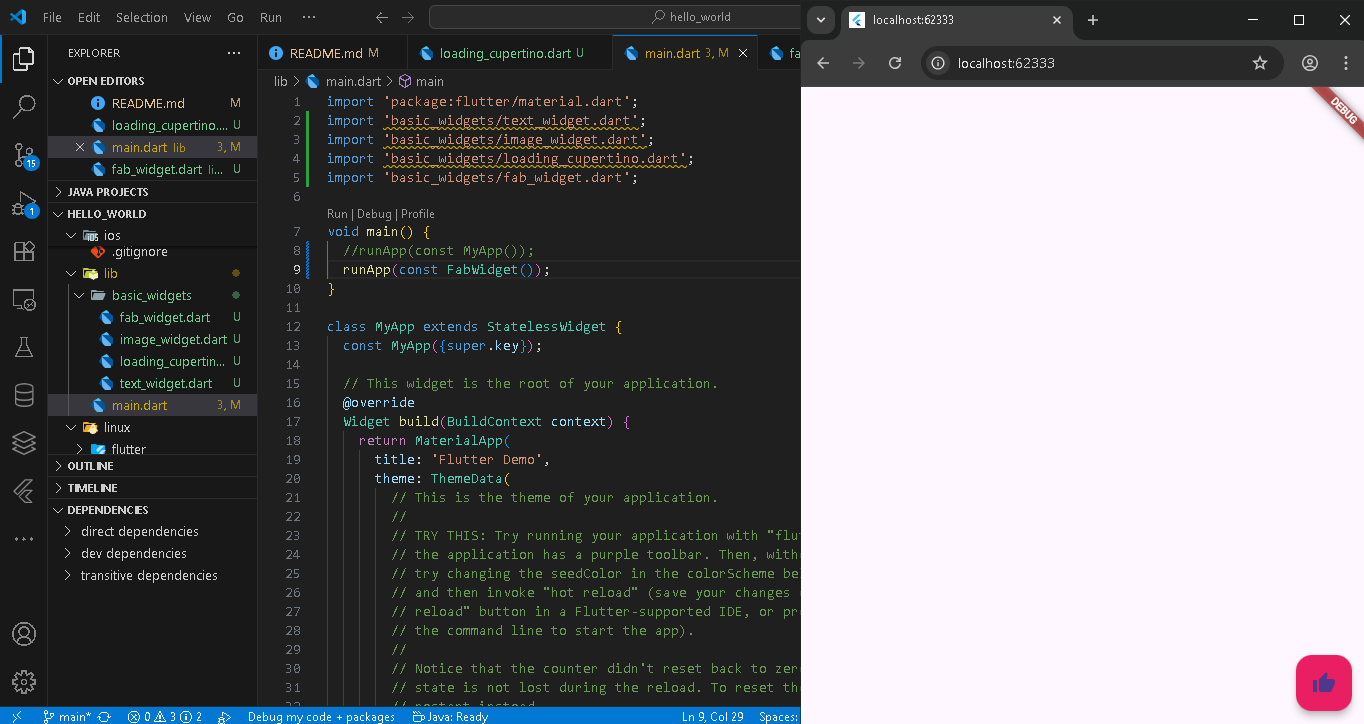 File Edit Selection View Go Run ··· hello_world
EXPLORER
OPEN EDITORS
README.md M
loading_cupertino.... U
main.dart lib 3, M
fab_widget.dart li... U
JAVA PROJECTS
HELLO_WORLD
ios
.gitignore
lib
basic_widgets
fab_widget.dart U
image_widget.dart U
loading_cupertin... U
text_widget.dart U
main.dart 3, M
linux
flutter
OUTLINE
TIMELINE
DEPENDENCIES
direct dependencies
dev dependencies
transitive dependencies
15
1
README.md M loading_cupertino.dart U main.dart 3, M fa
lib > main.dart > main
1 import 'package:flutter/material.dart';
2 import 'basic_widgets/text_widget.dart';
3 import 'basic_widgets/image_widget.dart';
4 import 'basic_widgets/loading_cupertino.dart';
5 import 'basic_widgets/fab_widget.dart';
6
Run | Debug | Profile
7 void main() {
8 //runApp(const MyApp());
9 runApp(const FabWidget());
10 }
11
12 class MyApp extends StatelessWidget {
13 const MyApp({super.key});
14
15 // This widget is the root of your application.
16 @override
17 Widget build(BuildContext context) {
18 return MaterialApp(
19 title: 'Flutter Demo',
20 theme: ThemeData(
21 // This is the theme of your application.
22 //
23 // TRY THIS: Try running your application with "flu
24 // the application has a purple toolbar. Then, with
25 // try changing the seedColor in the colorScheme be
26 // and then invoke "hot reload" (save your changes
27 // reload" button in a Flutter-supported IDE, or pr
28 // the command line to start the app).
29 //
30 // Notice that the counter didn't reset back to zer
31 // state is not lost during the reload. To reset th
main* 0 3 2 Debug my code + packages Java: Ready Ln 9, Col 29 Spaces:
localhost:62333
localhost:62333
DEBUG